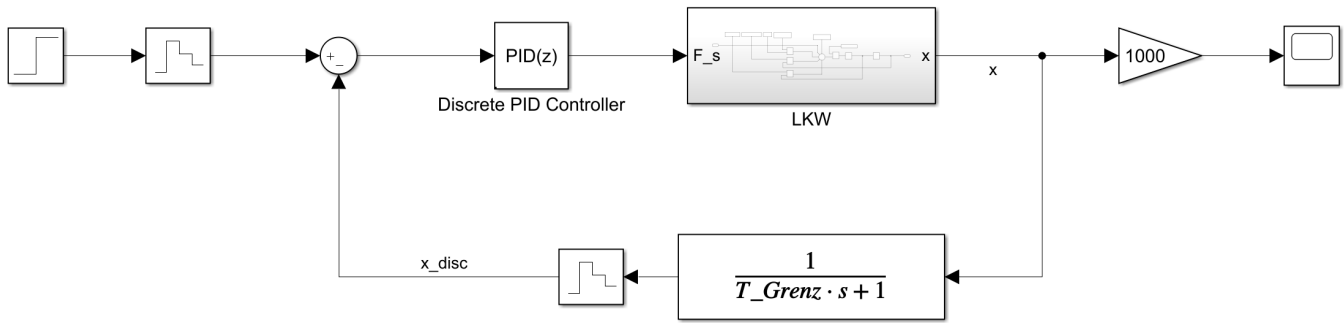 +
_
PID(z)
Discrete PID Controller
F_s
x
LKW
x
1000
x_disc
1
T_Grenz · s + 1